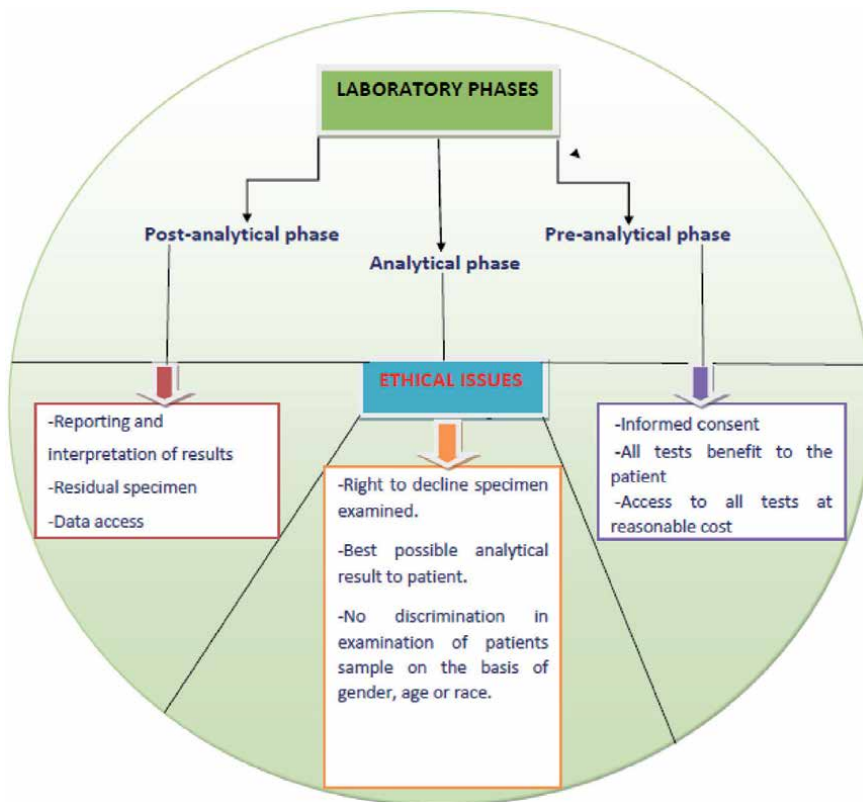 LABORATORY PHASES
Post-analytical phase
Analytical phase
Pre-analytical phase
ETHICAL ISSUES
-Reporting and
interpretation of results
-Residual specimen
-Data access
-Right to decline specimen
examined.
-Best possible analytical
result to patient.
-No discrimination in
examination of patients
sample on the basis of
gender, age or race.
-Informed consent
-All tests benefit to the
patient
-Access to all tests at
reasonable cost